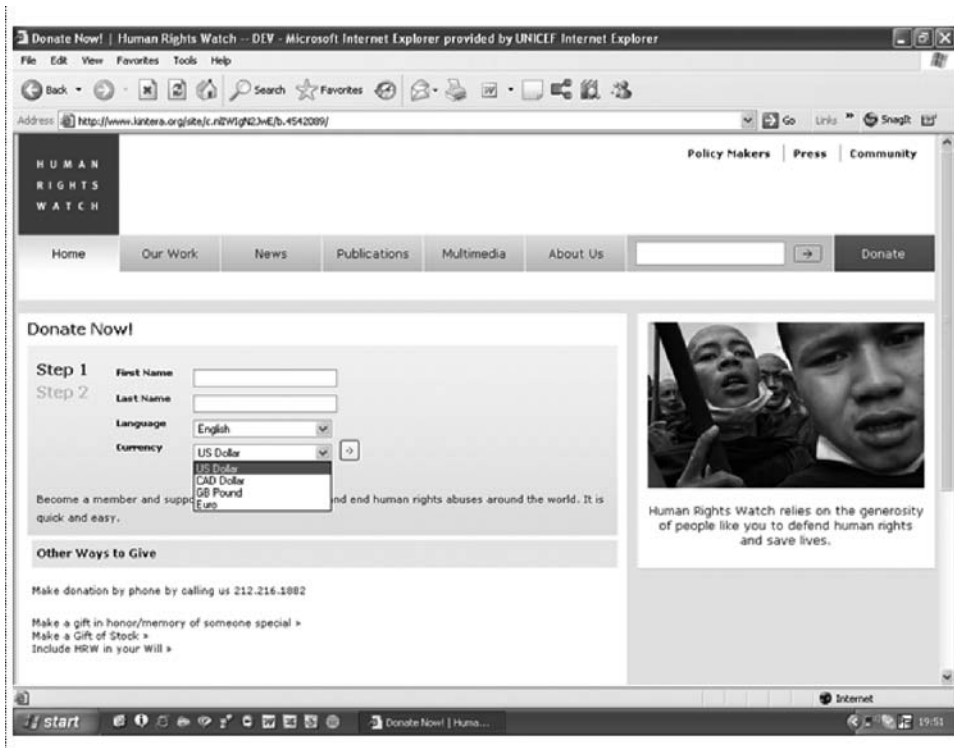 Donate Now! | Human Rights Watch -- DEV - Microsoft Internet Explorer provided by UNICEF Internet Explorer
File Edit View Favorites Tools Help
Back Search Favorites
Address http://www.kintera.org/site/c.nlIWIgN2JwE/b.4542089/ Go Links » SnagIt
HUMAN
RIGHTS
WATCH
Policy Makers | Press | Community
Home Our Work News Publications Multimedia About Us Donate
Donate Now!
Step 1
Step 2
First Name
Last Name
Language English
Currency US Dollar
US Dollar
CAD Dollar
GB Pound
Euro
Become a member and supp nd end human rights abuses around the world. It is
quick and easy.
Other Ways to Give
Make donation by phone by calling us 212.216.1882
Make a gift in honor/memory of someone special »
Make a Gift of Stock »
Include HRW in your Will »
Human Rights Watch relies on the generosity
of people like you to defend human rights
and save lives.
Internet
start Donate Now! | Huma... 19:51